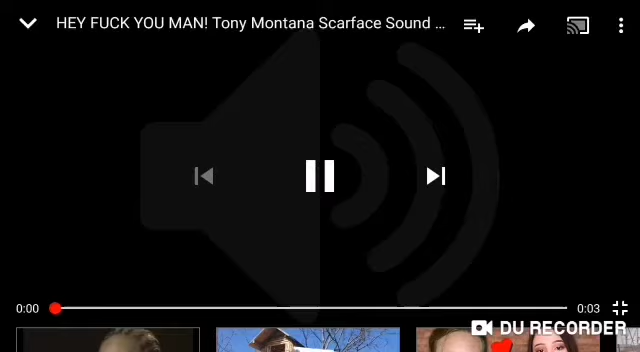 HEY FUCK YOU MAN! Tony Montana Scarface Sound ...
0:00
0:03
DU RECORDER